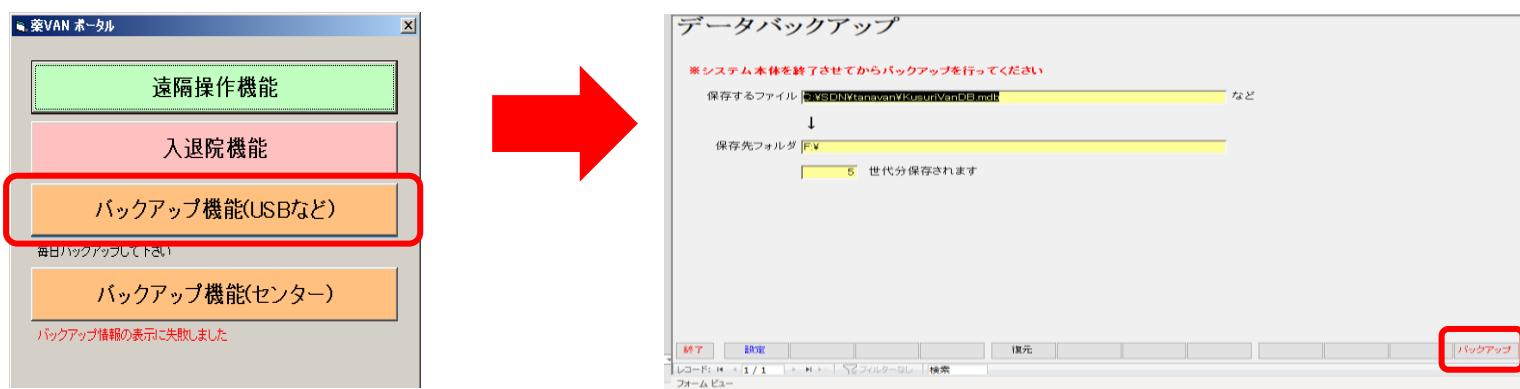 薬VAN ポータル
遠隔操作機能
入退院機能
バックアップ機能(USBなど)
毎日バックアップして下さい
バックアップ機能(センター)
バックアップ情報の表示に失敗しました
データバックアップ
※システム本体を終了させてからバックアップを行ってください
保存するファイル D:¥SDN¥tanavan¥KusuriVanDB.mdb など
↓
保存先フォルダ F:¥
5 世代分保存されます
終了 設定 復元 バックアップ
レコード: 1 / 1 フィルターなし 検索
フォーム ビュー